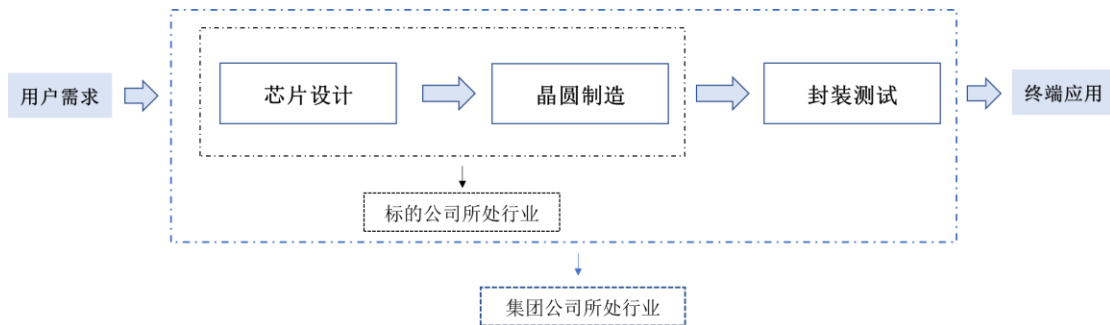 用户需求
芯片设计
晶圆制造
封装测试
终端应用
标的公司所处行业
集团公司所处行业